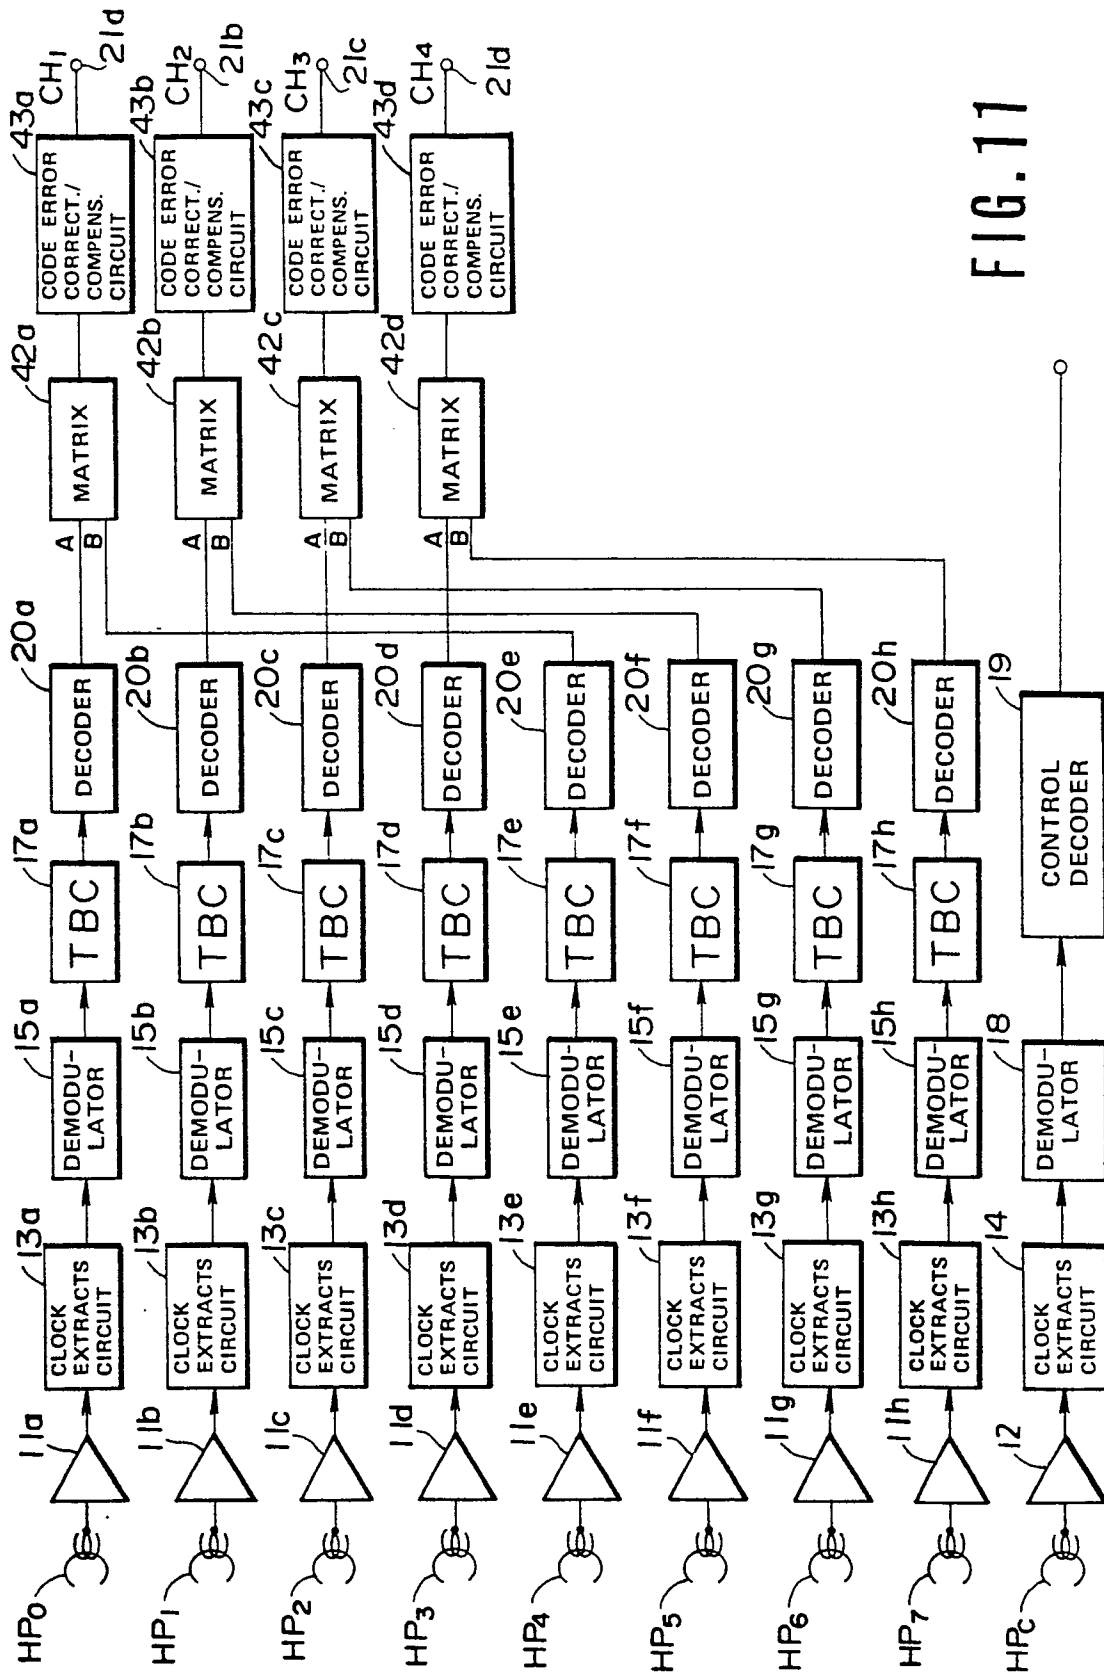 HP0
11a
13a
CLOCK
EXTRACTS
CIRCUIT
15a
DEMODU-
LATOR
17a
TBC
20a
DECODER
A
B
42a
MATRIX
43a
CODE ERROR
CORRECT./
COMPENS.
CIRCUIT
CH1
21d
HP1
11b
13b
CLOCK
EXTRACTS
CIRCUIT
15b
DEMODU-
LATOR
17b
TBC
20b
DECODER
A
B
42b
MATRIX
43b
CODE ERROR
CORRECT./
COMPENS.
CIRCUIT
CH2
21b
HP2
11c
13c
CLOCK
EXTRACTS
CIRCUIT
15c
DEMODU-
LATOR
17c
TBC
20c
DECODER
A
B
42c
MATRIX
43c
CODE ERROR
CORRECT./
COMPENS.
CIRCUIT
CH3
21c
HP3
11d
13d
CLOCK
EXTRACTS
CIRCUIT
15d
DEMODU-
LATOR
17d
TBC
20d
DECODER
A
B
42d
MATRIX
43d
CODE ERROR
CORRECT./
COMPENS.
CIRCUIT
CH4
21d
HP4
11e
13e
CLOCK
EXTRACTS
CIRCUIT
15e
DEMODU-
LATOR
17e
TBC
20e
DECODER
HP5
11f
13f
CLOCK
EXTRACTS
CIRCUIT
15f
DEMODU-
LATOR
17f
TBC
20f
DECODER
HP6
11g
13g
CLOCK
EXTRACTS
CIRCUIT
15g
DEMODU-
LATOR
17g
TBC
20g
DECODER
HP7
11h
13h
CLOCK
EXTRACTS
CIRCUIT
15h
DEMODU-
LATOR
17h
TBC
20h
DECODER
HPC
12
14
CLOCK
EXTRACTS
CIRCUIT
18
DEMODU-
LATOR
19
CONTROL
DECODER
FIG.11